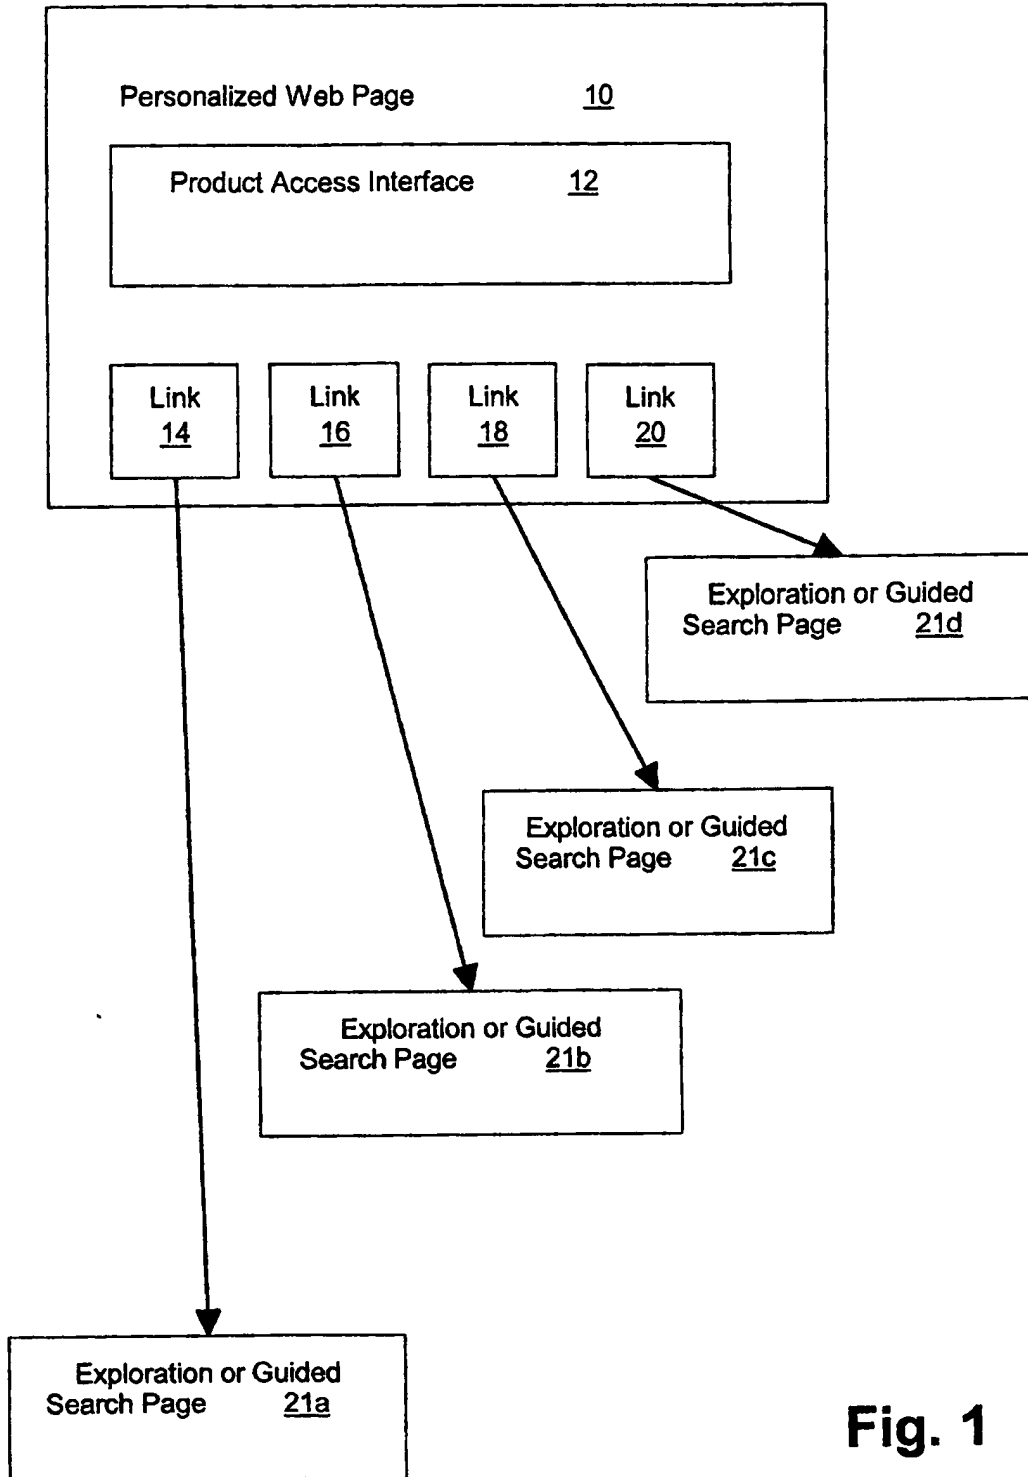 Personalized Web Page 10
Product Access Interface 12
Link
14
Link
16
Link
18
Link
20
Exploration or Guided
Search Page 21d
Exploration or Guided
Search Page 21c
Exploration or Guided
Search Page 21b
Exploration or Guided
Search Page 21a
Fig. 1